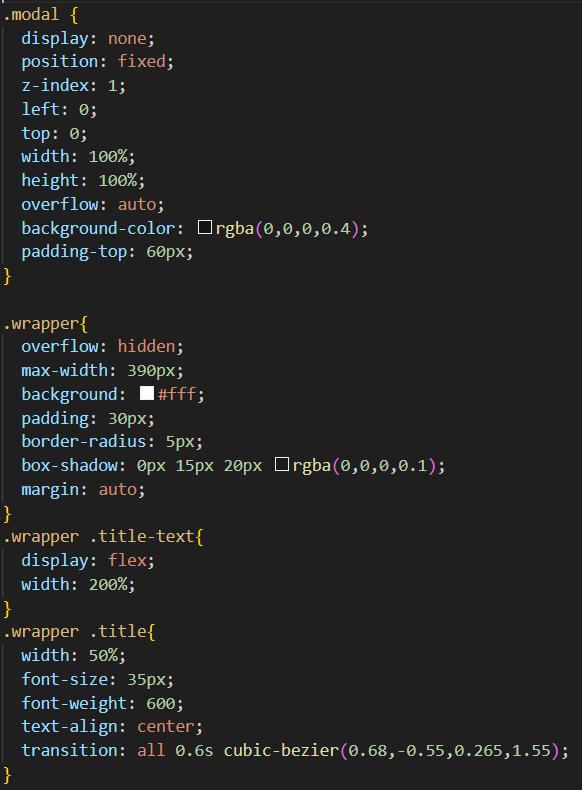 .modal {
  display: none;
  position: fixed;
  z-index: 1;
  left: 0;
  top: 0;
  width: 100%;
  height: 100%;
  overflow: auto;
  background-color: rgba(0,0,0,0.4);
  padding-top: 60px;
}

.wrapper{
  overflow: hidden;
  max-width: 390px;
  background: #fff;
  padding: 30px;
  border-radius: 5px;
  box-shadow: 0px 15px 20px rgba(0,0,0,0.1);
  margin: auto;
}
.wrapper .title-text{
  display: flex;
  width: 200%;
}
.wrapper .title{
  width: 50%;
  font-size: 35px;
  font-weight: 600;
  text-align: center;
  transition: all 0.6s cubic-bezier(0.68,-0.55,0.265,1.55);
}